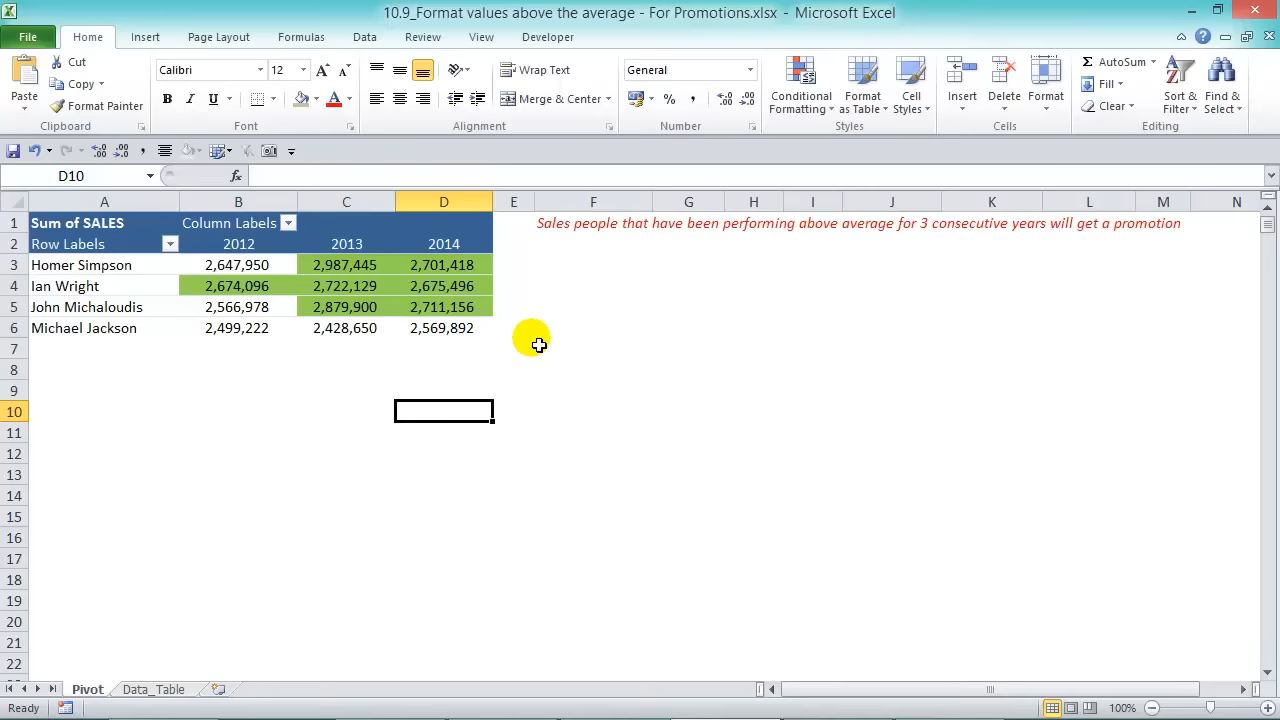 10.9_Format values above the average - For Promotions.xlsx - Microsoft Excel
File Home Insert Page Layout Formulas Data Review View Developer
Paste Cut Copy Format Painter Clipboard
Calibri 12 B I U A Font
Wrap Text Merge & Center Alignment
General % , Number
Conditional Formatting Format as Table Cell Styles Styles
Insert Delete Format Cells
AutoSum Fill Clear Sort & Filter Find & Select Editing
D10 fx
A B C D E F G H I J K L M N
1 Sum of SALES Column Labels Sales people that have been performing above average for 3 consecutive years will get a promotion
2 Row Labels 2012 2013 2014
3 Homer Simpson 2,647,950 2,987,445 2,701,418
4 Ian Wright 2,674,096 2,722,129 2,675,496
5 John Michaloudis 2,566,978 2,879,900 2,711,156
6 Michael Jackson 2,499,222 2,428,650 2,569,892
7
8
9
10
11
12
13
14
15
16
17
18
19
20
21
22
Pivot Data_Table
Ready 100%